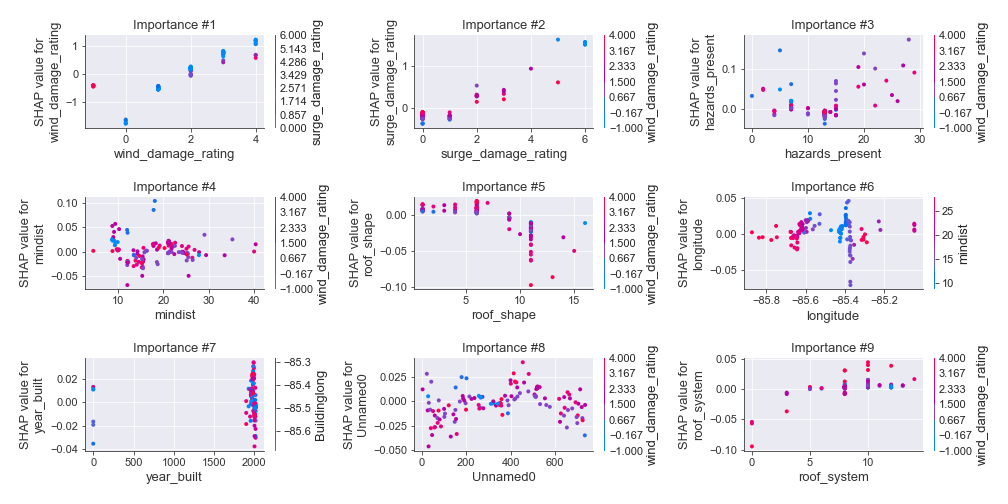 Importance #1
SHAP value for
wind_damage_rating
1
0
−1
0
2
4
wind_damage_rating
6.000
5.143
4.286
3.429
2.571
1.714
0.857
0.000
surge_damage_rating
Importance #2
SHAP value for
surge_damage_rating
1
0
0
2
4
6
surge_damage_rating
4.000
3.167
2.333
1.500
0.667
−0.167
−1.000
wind_damage_rating
Importance #3
SHAP value for
hazards_present
0.1
0.0
0
10
20
30
hazards_present
4.000
3.167
2.333
1.500
0.667
−0.167
−1.000
wind_damage_rating
Importance #4
SHAP value for
mindist
0.10
0.05
0.00
−0.05
10
20
30
40
mindist
4.000
3.167
2.333
1.500
0.667
−0.167
−1.000
wind_damage_rating
Importance #5
SHAP value for
roof_shape
0.00
−0.05
−0.10
5
10
15
roof_shape
4.000
3.167
2.333
1.500
0.667
−0.167
−1.000
wind_damage_rating
Importance #6
SHAP value for
longitude
0.05
0.00
−0.05
−85.8
−85.6
−85.4
−85.2
longitude
25
20
15
10
mindist
Importance #7
SHAP value for
year_built
0.02
0.00
−0.02
−0.04
0
500
1000
1500
2000
year_built
−85.3
−85.4
−85.5
−85.6
Buildinglong
Importance #8
SHAP value for
Unnamed0
0.025
0.000
−0.025
−0.050
0
200
400
600
Unnamed0
4.000
3.167
2.333
1.500
0.667
−0.167
−1.000
wind_damage_rating
Importance #9
SHAP value for
roof_system
0.05
0.00
−0.05
−0.10
0
5
10
roof_system
4.000
3.167
2.333
1.500
0.667
−0.167
−1.000
wind_damage_rating